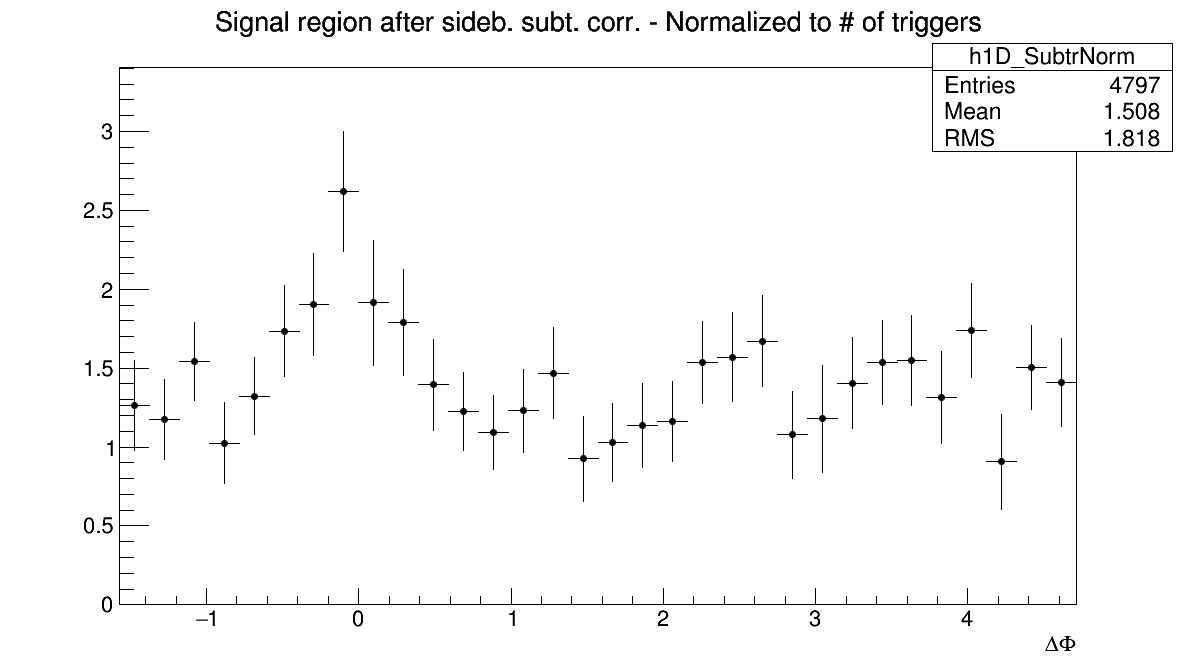 Signal region after sideb. subt. corr. - Normalized to # of triggers
h1D_SubtrNorm
Entries 4797
Mean 1.508
RMS 1.818
3
2.5
2
1.5
1
0.5
0
−1 0 1 2 3 4
ΔΦ